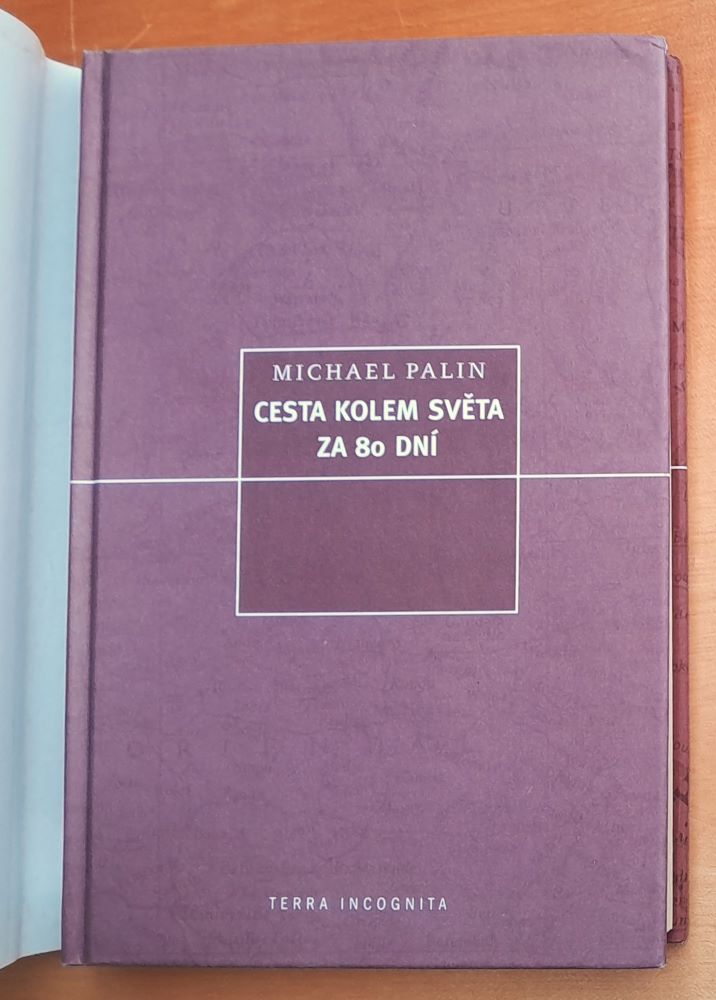 MICHAEL PALIN
CESTA KOLEM SVĚTA
ZA 80 DNÍ
TERRA INCOGNITA